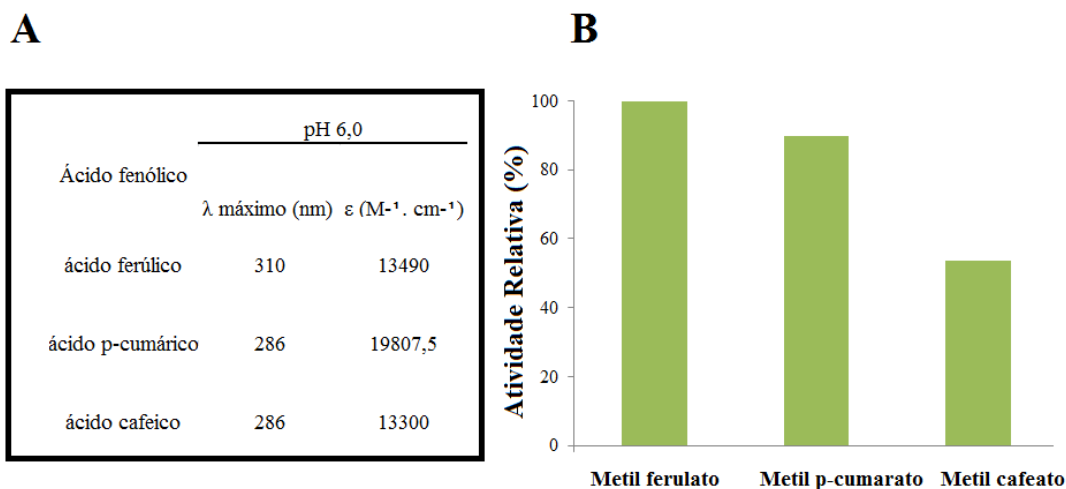 A
B
pH 6,0
Ácido fenólico
λ máximo (nm) ε (M-¹. cm-¹)
ácido ferúlico 310 13490
ácido p-cumárico 286 19807,5
ácido cafeico 286 13300
Atividade Relativa (%)
100
80
60
40
20
0
Metil ferulato Metil p-cumarato Metil cafeato